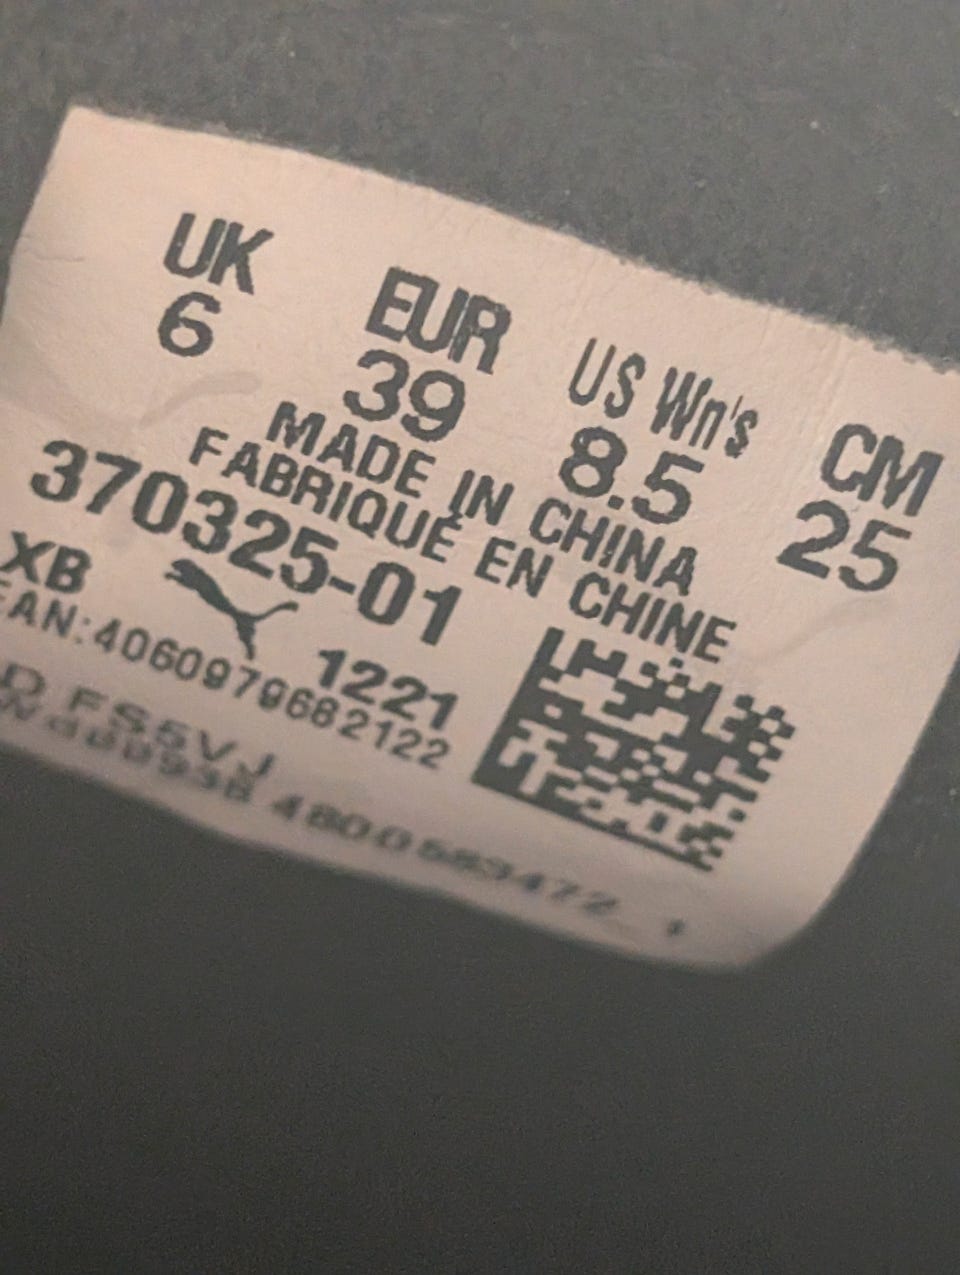 UK EUR US Wn's CM
6 39 8.5 25
MADE IN CHINA
FABRIQUÉ EN CHINE
370325-01
XB 1221
EAN:4060979682122
D FS5VJ